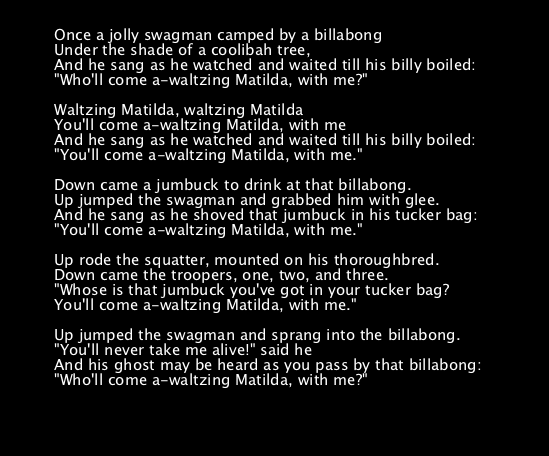 Once a jolly swagman camped by a billabong
Under the shade of a coolibah tree,
And he sang as he watched and waited till his billy boiled:
"Who'll come a-waltzing Matilda, with me?"

Waltzing Matilda, waltzing Matilda
You'll come a-waltzing Matilda, with me
And he sang as he watched and waited till his billy boiled:
"You'll come a-waltzing Matilda, with me."

Down came a jumbuck to drink at that billabong.
Up jumped the swagman and grabbed him with glee.
And he sang as he shoved that jumbuck in his tucker bag:
"You'll come a-waltzing Matilda, with me."

Up rode the squatter, mounted on his thoroughbred.
Down came the troopers, one, two, and three.
"Whose is that jumbuck you've got in your tucker bag?
You'll come a-waltzing Matilda, with me."

Up jumped the swagman and sprang into the billabong.
"You'll never take me alive!" said he
And his ghost may be heard as you pass by that billabong:
"Who'll come a-waltzing Matilda, with me?"